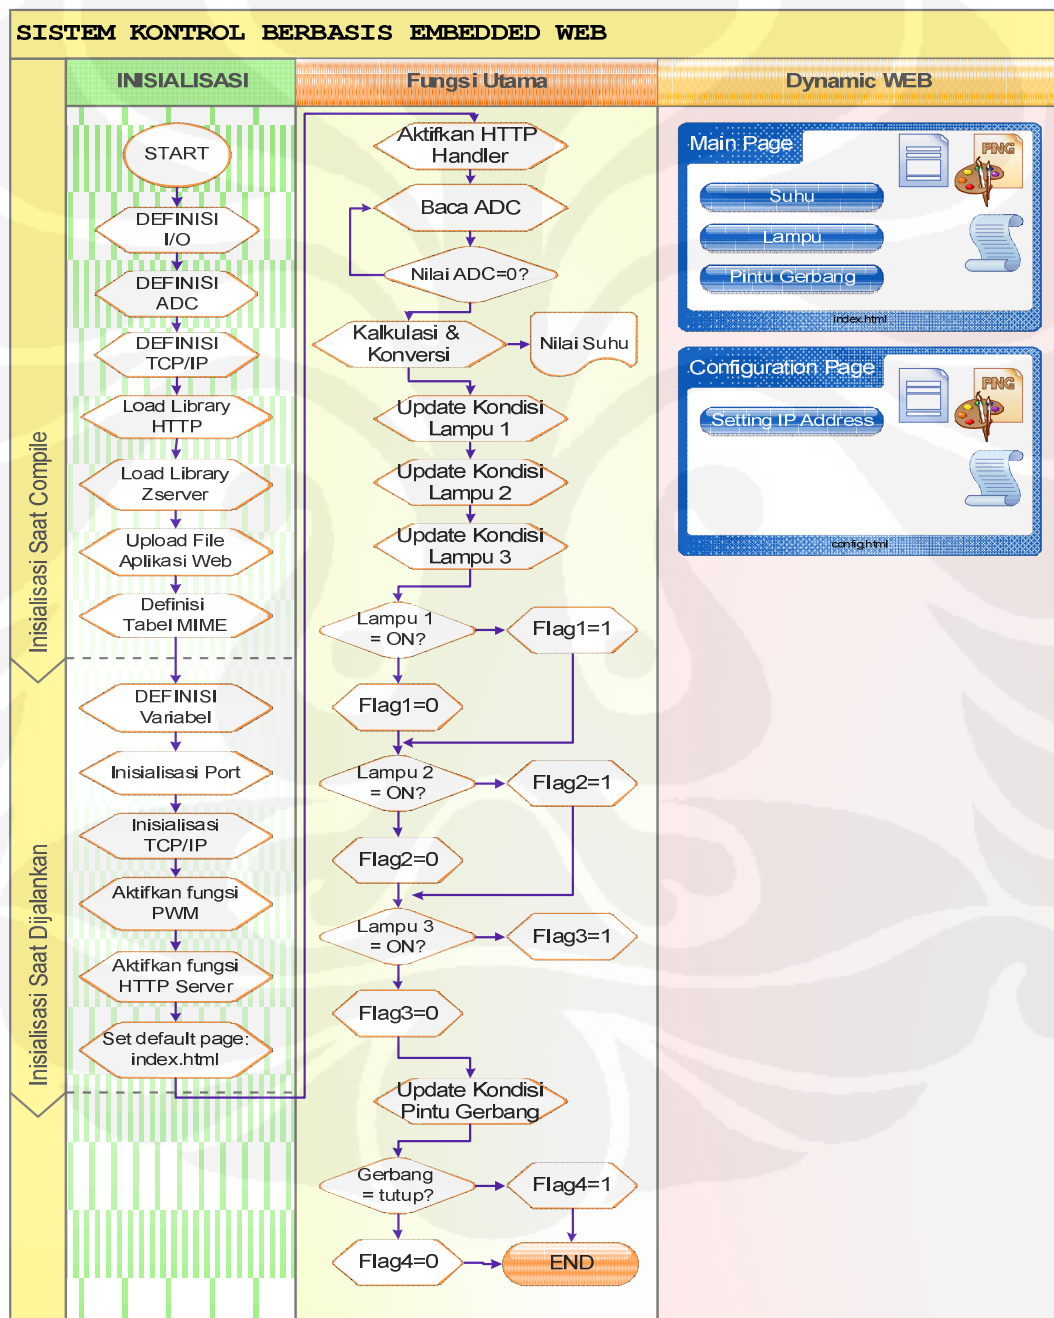 SISTEM KONTROL BERBASIS EMBEDDED WEB
INISIALISASI
Fungsi Utama
Dynamic WEB
Inisialisasi Saat Compile
Inisialisasi Saat Dijalankan
START
DEFINISI
I/O
DEFINISI
ADC
DEFINISI
TCP/IP
Load Library
HTTP
Load Library
Zserver
Upload File
Aplikasi Web
Definisi
Tabel MIME
DEFINISI
Variabel
Inisialisasi Port
Inisialisasi
TCP/IP
Aktifkan fungsi
PWM
Aktifkan fungsi
HTTP Server
Set default page:
index.html
Aktifkan HTTP
Handler
Baca ADC
Nilai ADC=0?
Kalkulasi &
Konversi
Nilai Suhu
Update Kondisi
Lampu 1
Update Kondisi
Lampu 2
Update Kondisi
Lampu 3
Lampu 1
= ON?
Flag1=1
Flag1=0
Lampu 2
= ON?
Flag2=1
Flag2=0
Lampu 3
= ON?
Flag3=1
Flag3=0
Update Kondisi
Pintu Gerbang
Gerbang
= tutup?
Flag4=1
Flag4=0
END
Main Page
PNG
Suhu
Lampu
Pintu Gerbang
index.html
Configuration Page
PNG
Setting IP Address
config.html